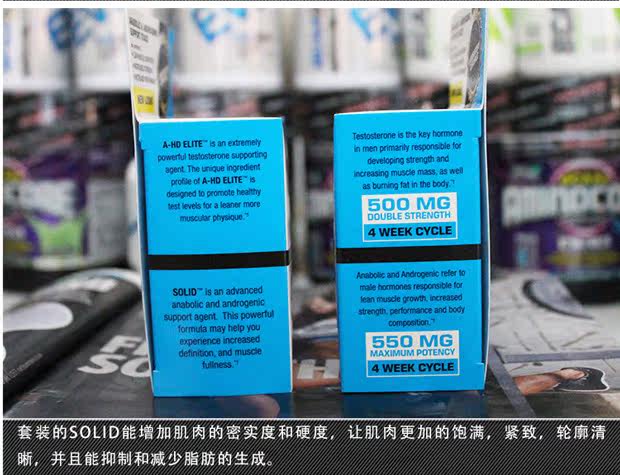 A-HD ELITE™ is an extremely
powerful testosterone supporting
agent. The unique ingredient
profile of A-HD ELITE™ is
designed to promote healthy
test levels for a leaner more
muscular physique.*†
SOLID™ is an advanced
anabolic and androgenic
support agent. This powerful
formula may help you
experience increased
definition, and muscle
fullness.*†
Testosterone is the key hormone
in men primarily responsible for
developing strength and
increasing muscle mass, as well
as burning fat in the body.*†
500 MG
DOUBLE STRENGTH
4 WEEK CYCLE
Anabolic and Androgenic refer to
male hormones responsible for
lean muscle growth, increased
strength, performance and body
composition.*†
550 MG
MAXIMUM POTENCY
4 WEEK CYCLE
套装的SOLID能增加肌肉的密实度和硬度，让肌肉更加的饱满，紧致，轮廓清
晰，并且能抑制和减少脂肪的生成。